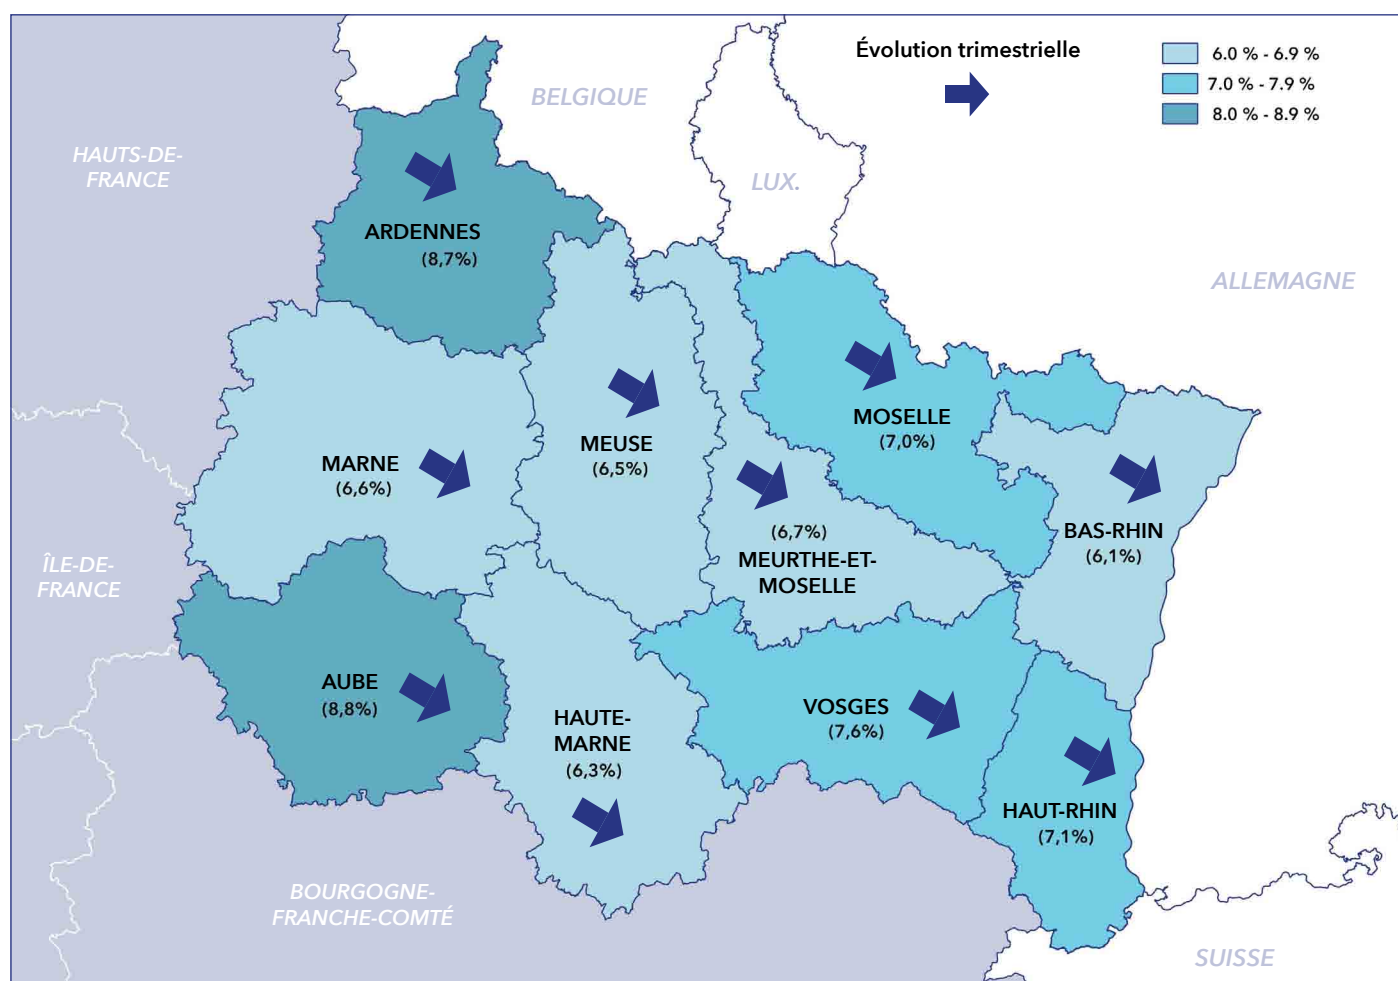 Évolution trimestrielle
6.0 % - 6.9 %
7.0 % - 7.9 %
8.0 % - 8.9 %
BELGIQUE
HAUTS-DE-
FRANCE
LUX.
ALLEMAGNE
ARDENNES
(8,7%)
MOSELLE
(7,0%)
MEUSE
(6,5%)
MARNE
(6,6%)
(6,7%)
MEURTHE-ET-
MOSELLE
BAS-RHIN
(6,1%)
ÎLE-DE-
FRANCE
AUBE
(8,8%)
HAUTE-
MARNE
(6,3%)
VOSGES
(7,6%)
HAUT-RHIN
(7,1%)
BOURGOGNE-
FRANCHE-COMTÉ
SUISSE